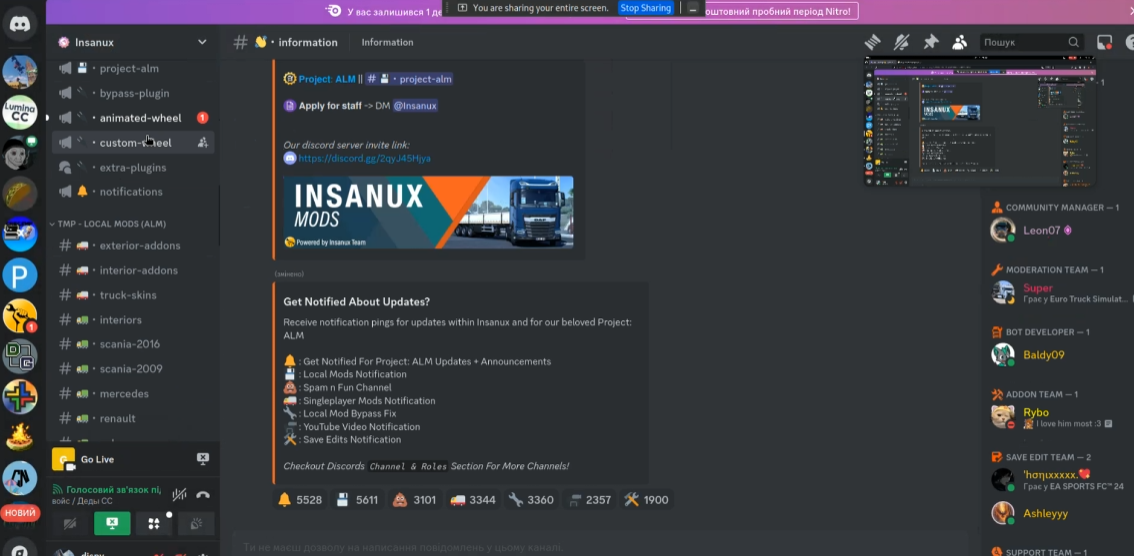 У вас залишився 1 де
You are sharing your entire screen.
Stop Sharing
оштовний пробний період Nitro!
Insanux
information
Information
Пошук
project-alm
bypass-plugin
animated-wheel
1
custom-wheel
extra-plugins
notifications
TMP - LOCAL MODS (ALM)
exterior-addons
interior-addons
truck-skins
interiors
scania-2016
scania-2009
mercedes
renault
Go Live
Голосовий зв'язок пі,
войс / Деды CC
Lumina
CC
P
1
НОВИЙ
Project: ALM || # project-alm
Apply for staff -> DM @Insanux
Our discord server invite link:
https://discord.gg/2qyJ45Hjya
INSANUX
MODS
Powered by Insanux Team
(змінено)
Get Notified About Updates?
Receive notification pings for updates within Insanux and for our beloved Project:
ALM
: Get Notified For Project: ALM Updates + Announcements
: Local Mods Notification
: Spam n Fun Channel
: Singleplayer Mods Notification
: Local Mod Bypass Fix
: YouTube Video Notification
: Save Edits Notification
Checkout Discords Channel & Roles Section For More Channels!
5528 5611 3101 3344 3360 2357 1900
Ти не маєш дозволу на написання повідомлень у цьому каналі.
COMMUNITY MANAGER — 1
Leon07
MODERATION TEAM — 1
Super
Грає у Euro Truck Simulat...
BOT DEVELOPER — 1
Baldy09
ADDON TEAM — 1
Rybo
I love him most :3
SAVE EDIT TEAM — 2
Грає у EA SPORTS FC™ 24
Ashleyyy
SUPPORT TEAM — 1